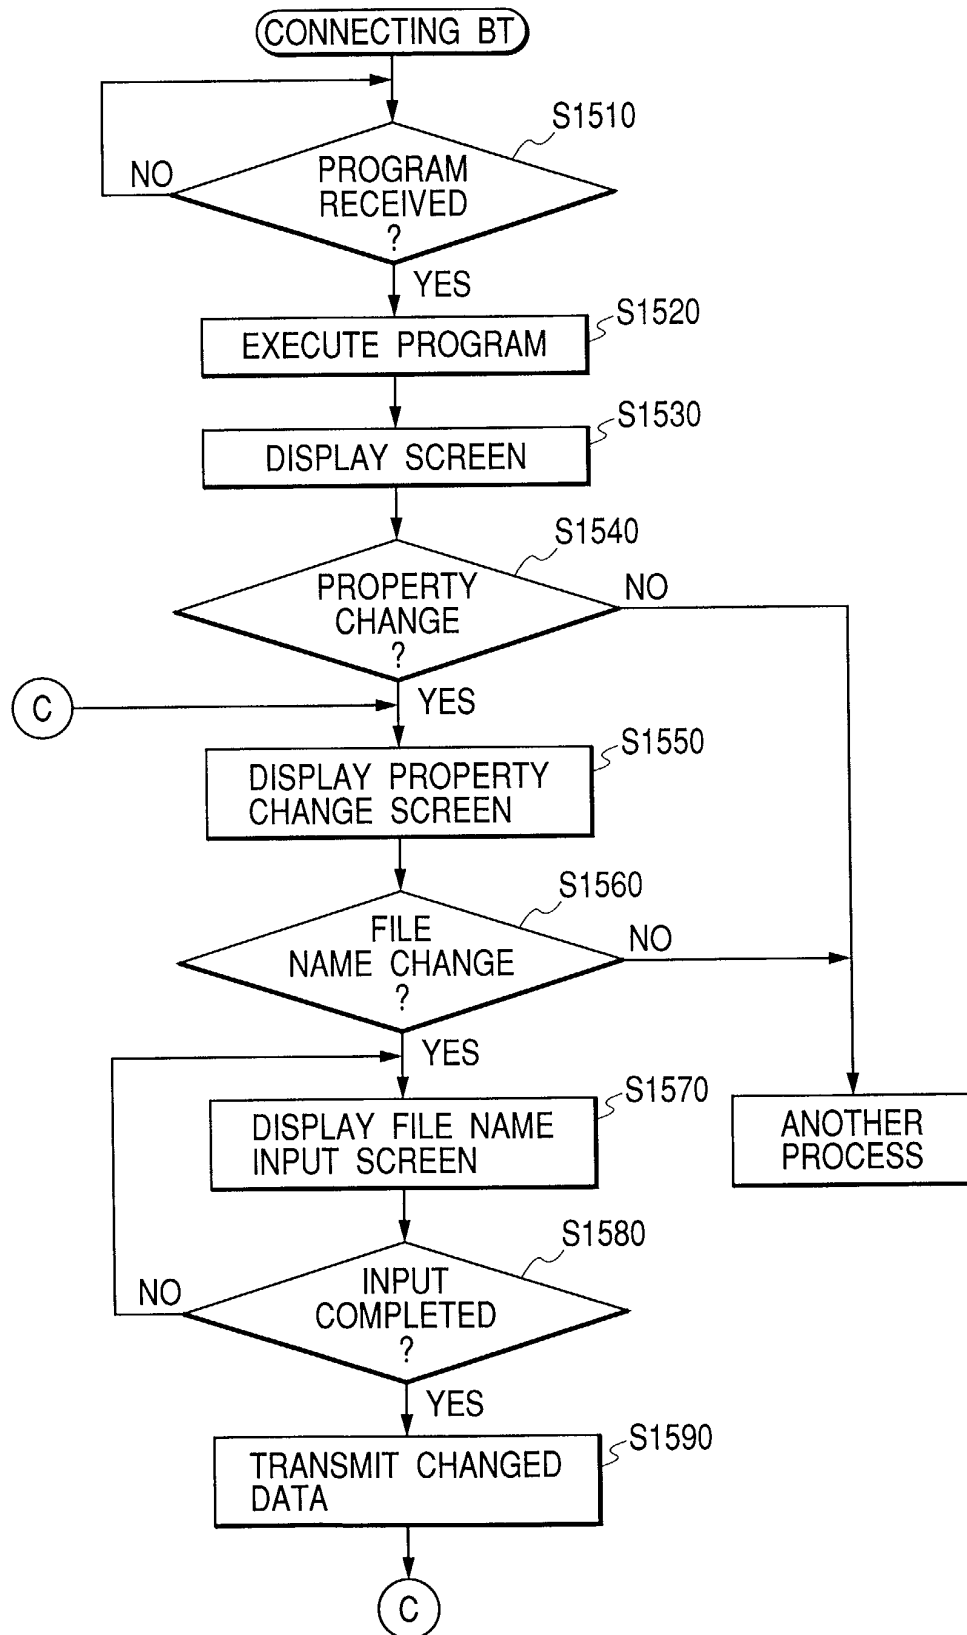 CONNECTING BT
S1510
PROGRAM
RECEIVED
?
NO
YES
S1520
EXECUTE PROGRAM
S1530
DISPLAY SCREEN
S1540
PROPERTY
CHANGE
?
NO
YES
C
S1550
DISPLAY PROPERTY
CHANGE SCREEN
S1560
FILE
NAME CHANGE
?
NO
YES
S1570
DISPLAY FILE NAME
INPUT SCREEN
ANOTHER
PROCESS
S1580
INPUT
COMPLETED
?
NO
YES
S1590
TRANSMIT CHANGED
DATA
C